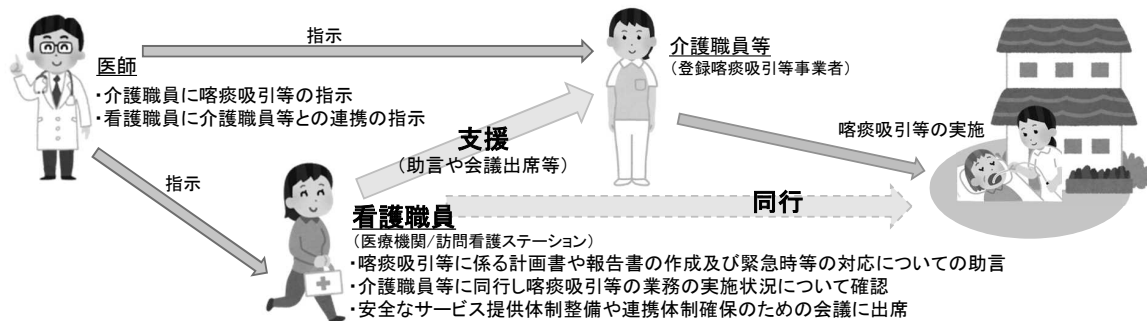 指示
医師
・介護職員に喀痰吸引等の指示
・看護職員に介護職員等との連携の指示
介護職員等
（登録喀痰吸引等事業者）
喀痰吸引等の実施
支援
（助言や会議出席等）
指示
同行
看護職員
（医療機関/訪問看護ステーション）
・喀痰吸引等に係る計画書や報告書の作成及び緊急時等の対応についての助言
・介護職員等に同行し喀痰吸引等の業務の実施状況について確認
・安全なサービス提供体制整備や連携体制確保のための会議に出席